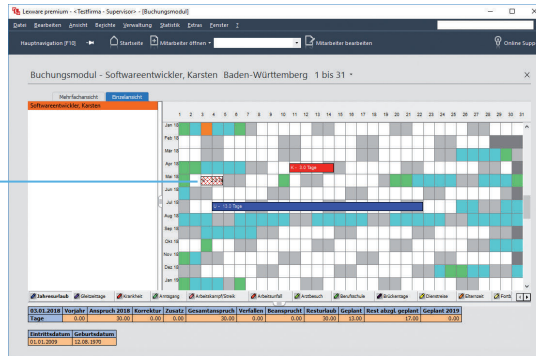 Lexware premium - <Testfirma - Supervisor> - [Buchungsmodul]
Datei Bearbeiten Ansicht Berichte Verwaltung Statistik Extras Fenster ?
Hauptnavigation [F10] Startseite Mitarbeiter öffnen Mitarbeiter bearbeiten Online Supp
Buchungsmodul - Softwareentwickler, Karsten Baden-Württemberg 1 bis 31
Mehrfachansicht Einzelansicht
Softwareentwickler, Karsten
1 2 3 4 5 6 7 8 9 10 11 12 13 14 15 16 17 18 19 20 21 22 23 24 25 26 27 28 29 30 31
Jan 18
Feb 18
Mär 18
Apr 18 K - 3.0 Tage
Mai 18
Jun 18
Jul 18 U - 13.0 Tage
Aug 18
Sep 18
Okt 18
Nov 18
Dez 18
Jan 19
Jahresurlaub Gleitzeittage Krankheit Amtsgang Arbeitskampf/Streik Arbeitsunfall Arztbesuch Berufsschule Brückentage Dienstreise Elternzeit Fortb
03.01.2018 Vorjahr Anspruch 2018 Korrektur Zusatz Gesamtanspruch Verfallen Beansprucht Resturlaub Geplant Rest abzgl. geplant Geplant 2019
Tage 0.00 30.00 0.00 0.00 30.00 0.00 0.00 30.00 13.00 17.00 0.00
Eintrittsdatum Geburtsdatum
01.01.2009 12.08.1970